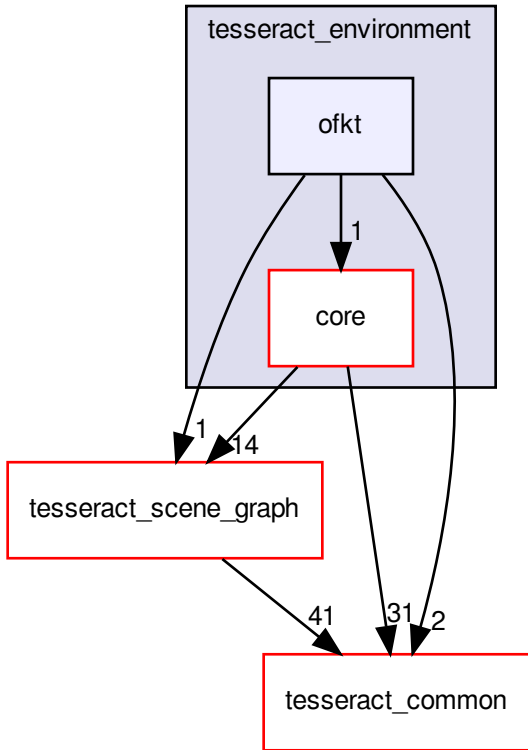 tesseract_environment
ofkt
1
core
1
14
tesseract_scene_graph
41
31
2
tesseract_common